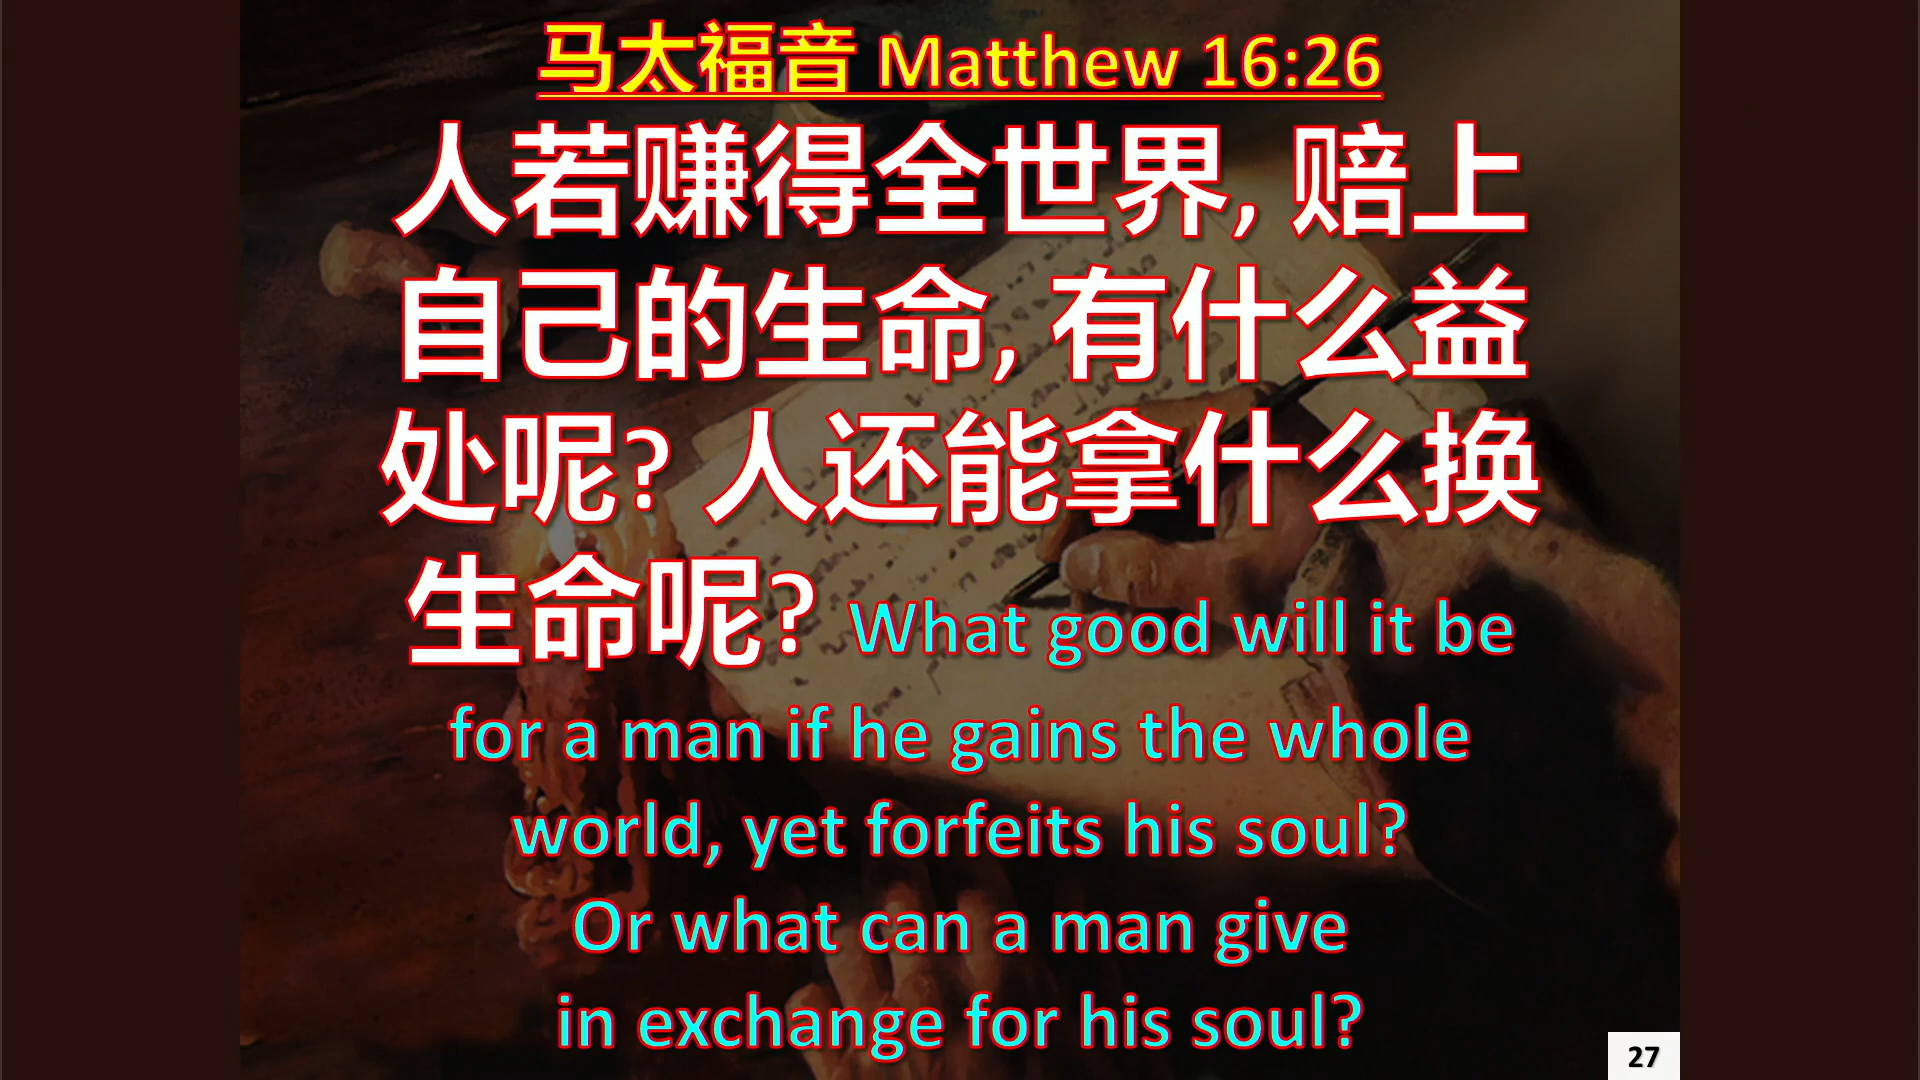 马太福音 Matthew 16:26
人若赚得全世界, 赔上
自己的生命, 有什么益
处呢? 人还能拿什么换
生命呢? What good will it be
for a man if he gains the whole
world, yet forfeits his soul?
Or what can a man give
in exchange for his soul?
27